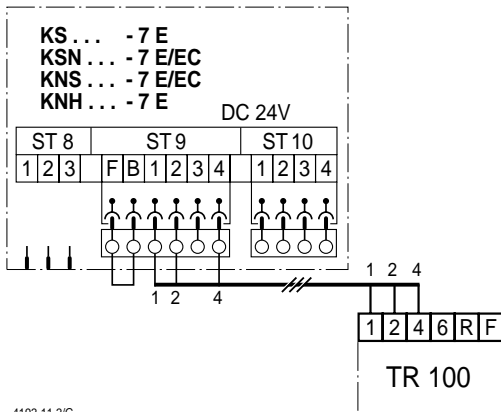 KS . . .  - 7 E
KSN . . .  - 7 E/EC
KNS . . .  - 7 E/EC
KNH . . .  - 7 E
DC 24V
ST 8 ST 9 ST 10
1 2 3 F B 1 2 3 4 1 2 3 4
1 2 4
1 2 4
1 2 4 6 R F
TR 100